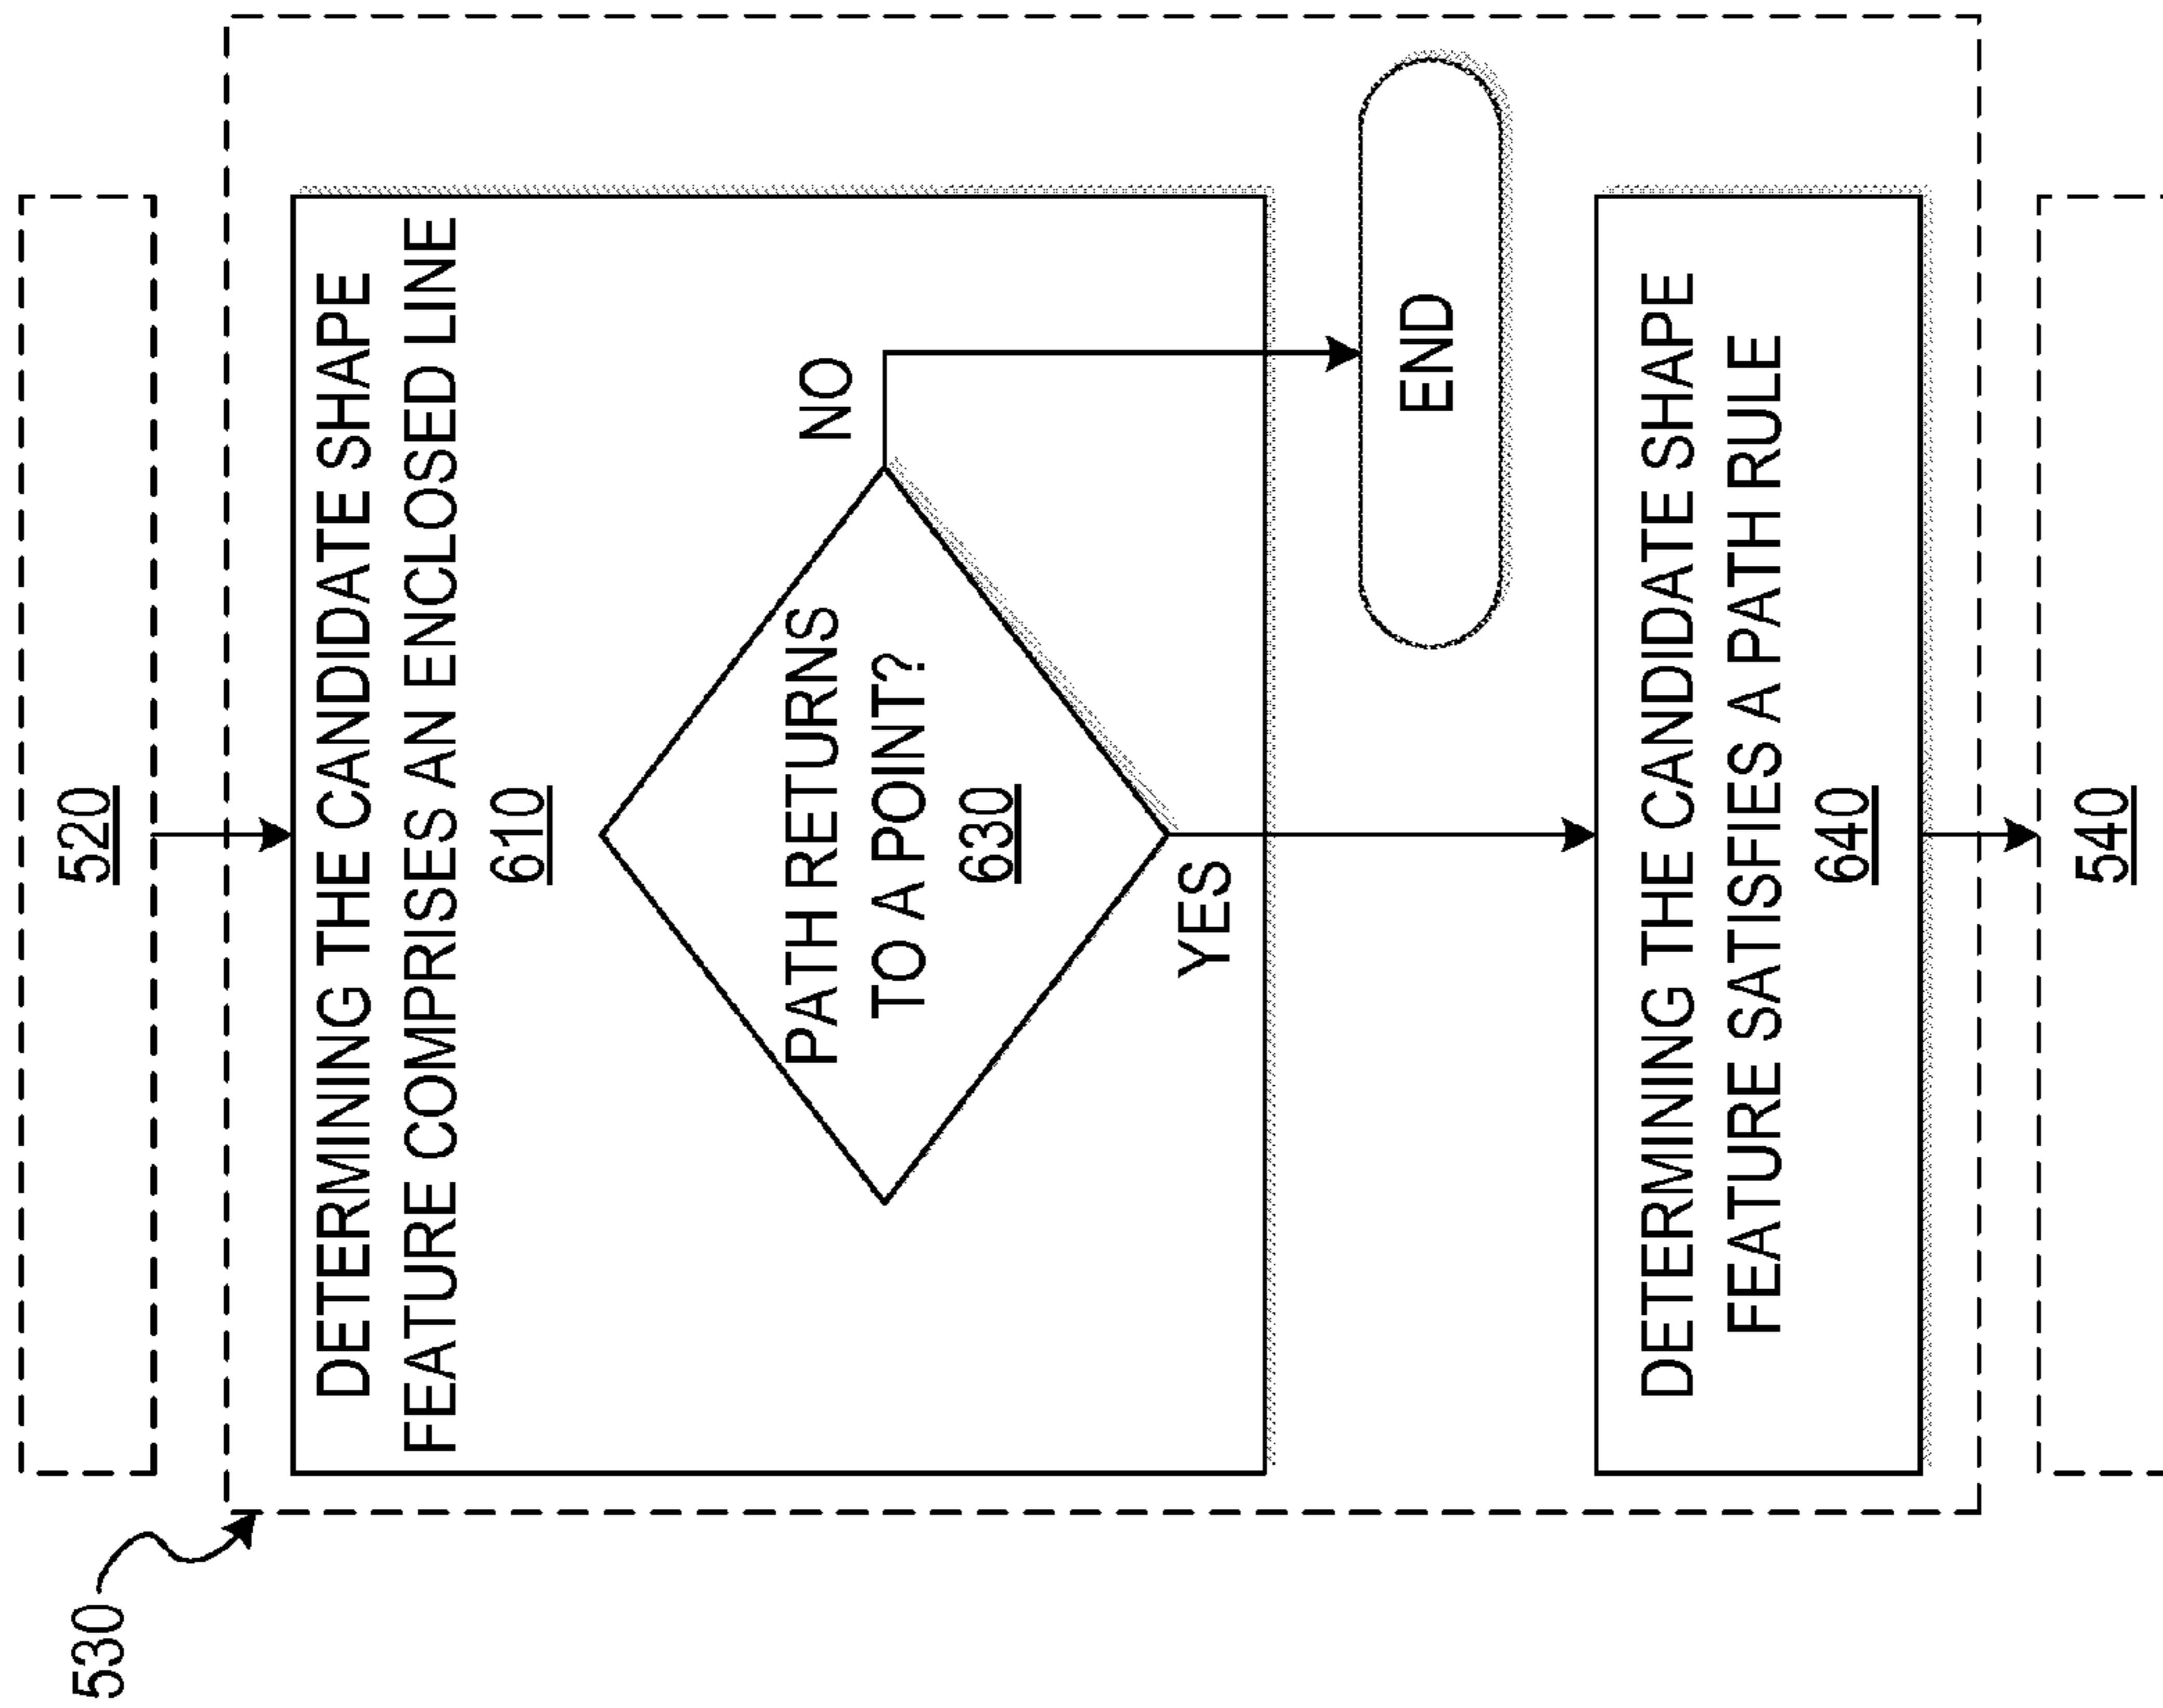 530
520
DETERMINING THE CANDIDATE SHAPE
FEATURE COMPRISES AN ENCLOSED LINE
610
PATH RETURNS
TO A POINT?
630
NO
YES
END
DETERMINING THE CANDIDATE SHAPE
FEATURE SATISFIES A PATH RULE
640
540